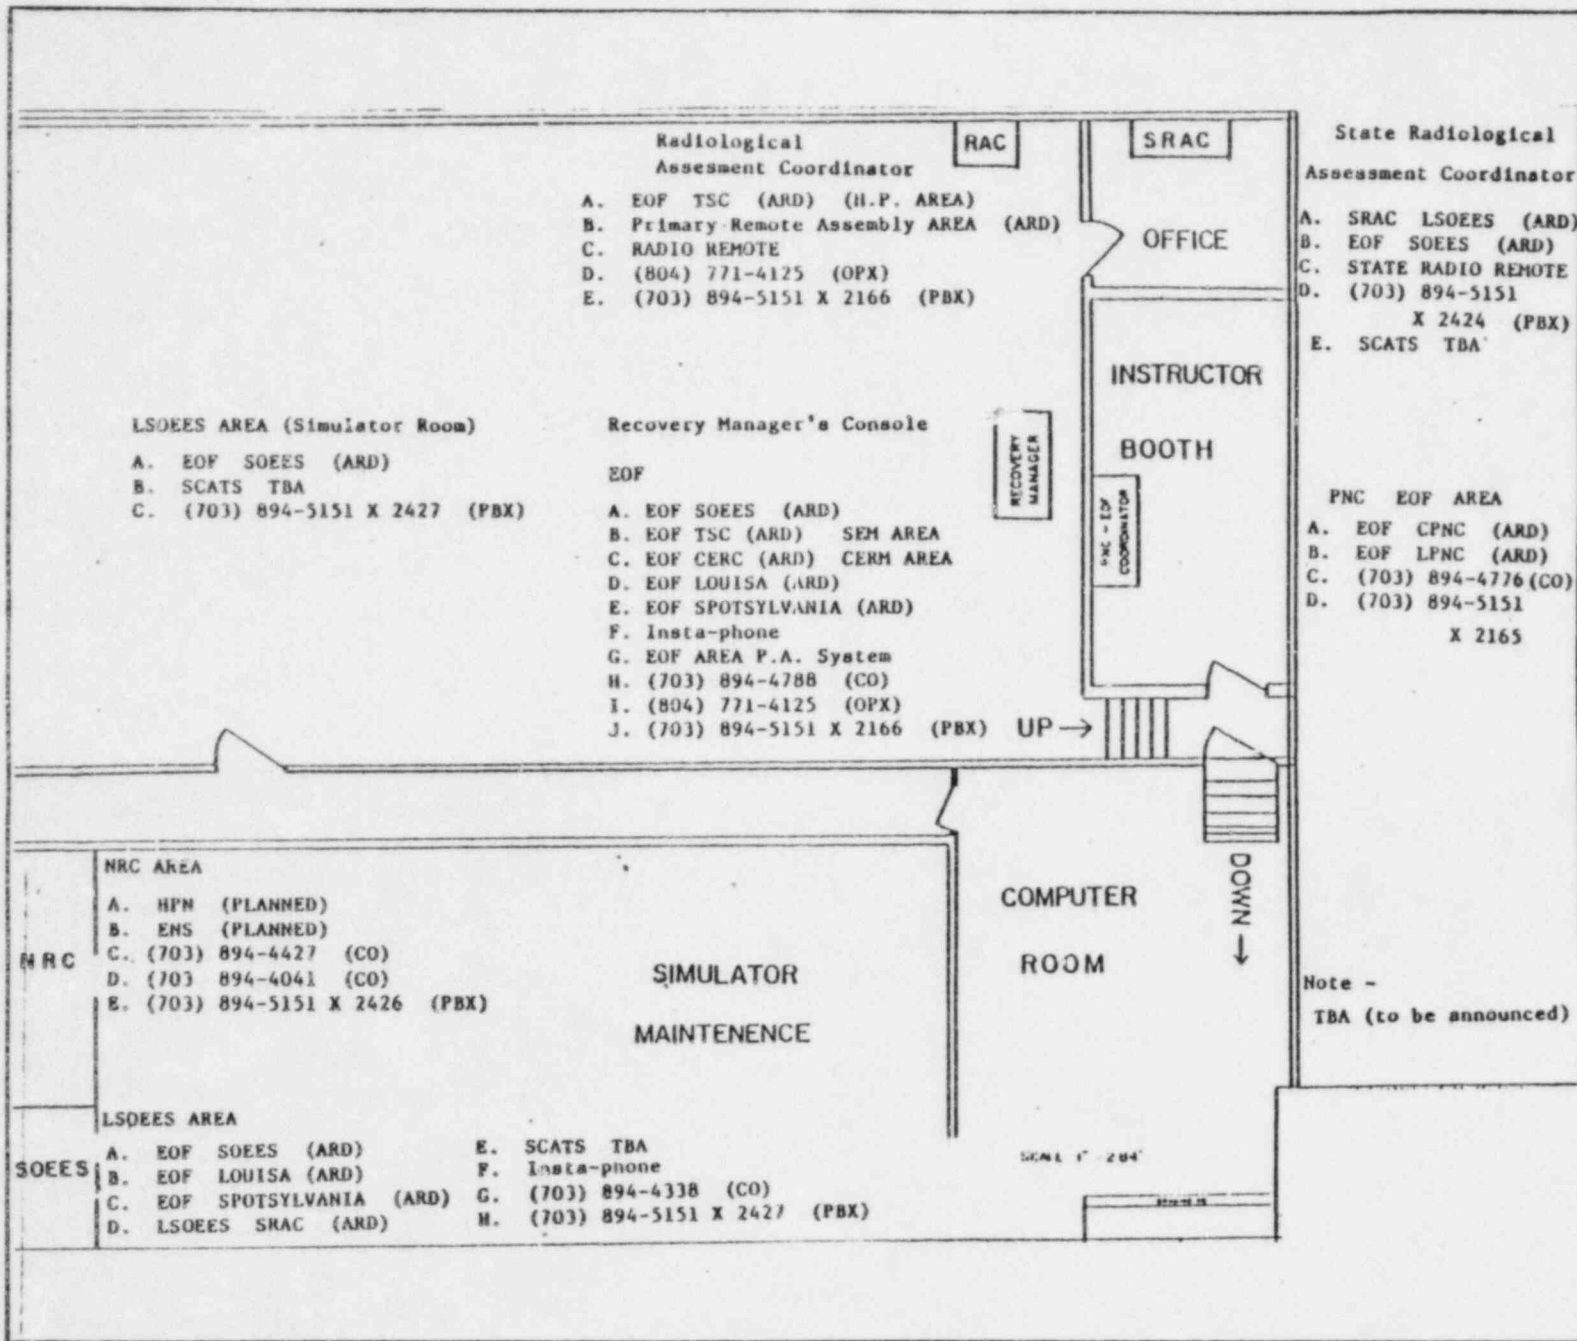 Radiological
Assesment Coordinator
RAC
A. EOF TSC (ARD) (H.P. AREA)
B. Primary Remote Assembly AREA (ARD)
C. RADIO REMOTE
D. (804) 771-4125 (OPX)
E. (703) 894-5151 X 2166 (PBX)
SRAC
OFFICE
State Radiological
Assessment Coordinator
A. SRAC LSOEES (ARD)
B. EOF SOEES (ARD)
C. STATE RADIO REMOTE
D. (703) 894-5151
X 2424 (PBX)
E. SCATS TBA
INSTRUCTOR
BOOTH
LSOEES AREA (Simulator Room)
A. EOF SOEES (ARD)
B. SCATS TBA
C. (703) 894-5151 X 2427 (PBX)
Recovery Manager's Console
EOF
A. EOF SOEES (ARD)
B. EOF TSC (ARD) SEM AREA
C. EOF CERC (ARD) CERM AREA
D. EOF LOUISA (ARD)
E. EOF SPOTSYLVANIA (ARD)
F. Insta-phone
G. EOF AREA P.A. System
H. (703) 894-4788 (CO)
I. (804) 771-4125 (OPX)
J. (703) 894-5151 X 2166 (PBX)
RECOVERY
MANAGER
PNC - EOF
COORDINATOR
PNC EOF AREA
A. EOF CPNC (ARD)
B. EOF LPNC (ARD)
C. (703) 894-4776 (CO)
D. (703) 894-5151
X 2165
UP →
NRC AREA
A. HPN (PLANNED)
B. ENS (PLANNED)
C. (703) 894-4427 (CO)
D. (703 894-4041 (CO)
E. (703) 894-5151 X 2426 (PBX)
NRC
SIMULATOR
MAINTENENCE
COMPUTER
ROOM
DOWN →
Note -
TBA (to be announced)
LSOEES AREA
SOEES
A. EOF SOEES (ARD)
B. EOF LOUISA (ARD)
C. EOF SPOTSYLVANIA (ARD)
D. LSOEES SRAC (ARD)
E. SCATS TBA
F. Insta-phone
G. (703) 894-4338 (CO)
H. (703) 894-5151 X 2427 (PBX)